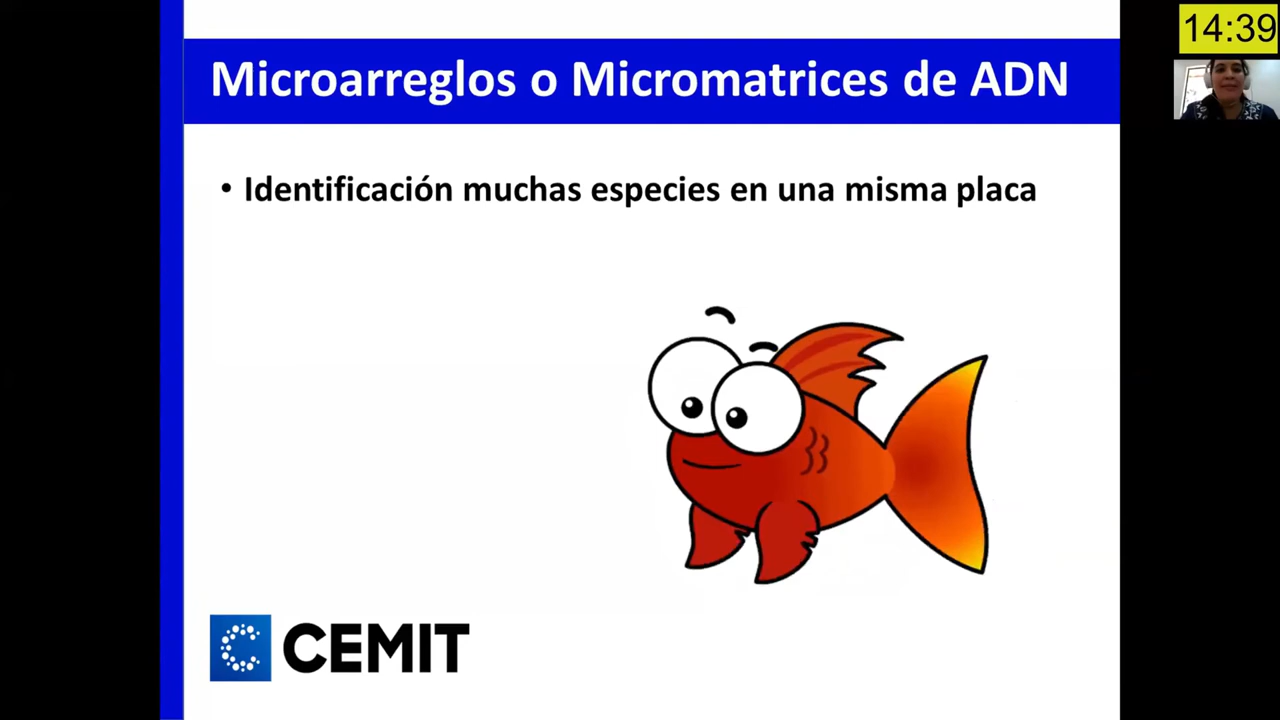 14:39
Microarreglos o Micromatrices de ADN
• Identificación muchas especies en una misma placa
CEMIT